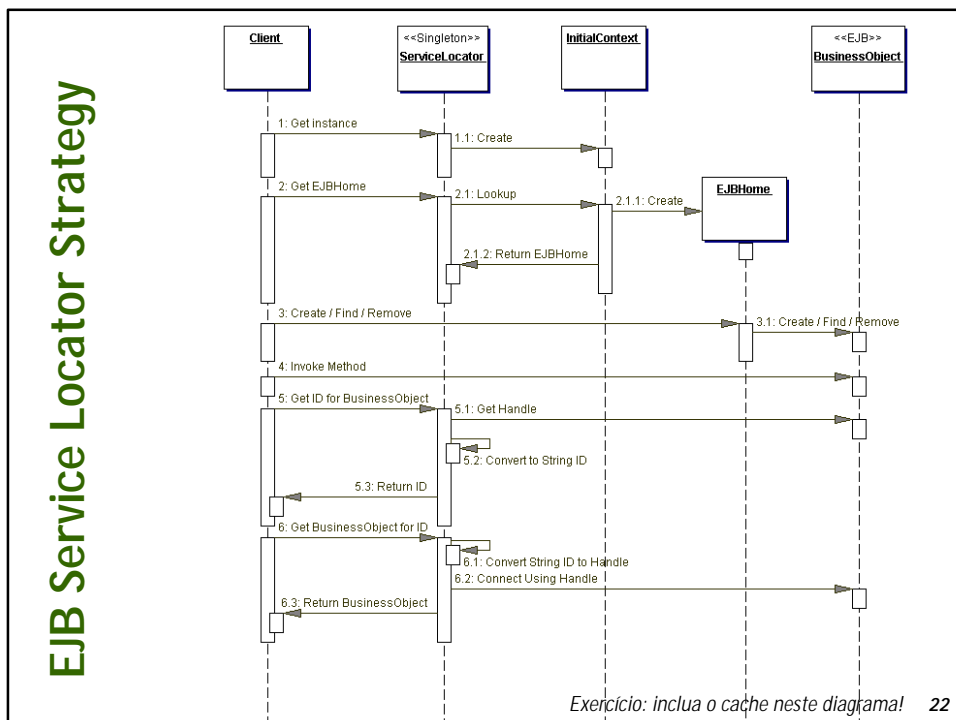 EJB Service Locator Strategy
Client
<<Singleton>>
ServiceLocator
InitialContext
<<EJB>>
BusinessObject
1: Get instance
1.1: Create
2: Get EJBHome
2.1: Lookup
2.1.1: Create
EJBHome
2.1.2: Return EJBHome
3: Create / Find / Remove
3.1: Create / Find / Remove
4: Invoke Method
5: Get ID for BusinessObject
5.1: Get Handle
5.2: Convert to String ID
5.3: Return ID
6: Get BusinessObject for ID
6.1: Convert String ID to Handle
6.2: Connect Using Handle
6.3: Return BusinessObject
Exercício: inclua o cache neste diagrama! 22